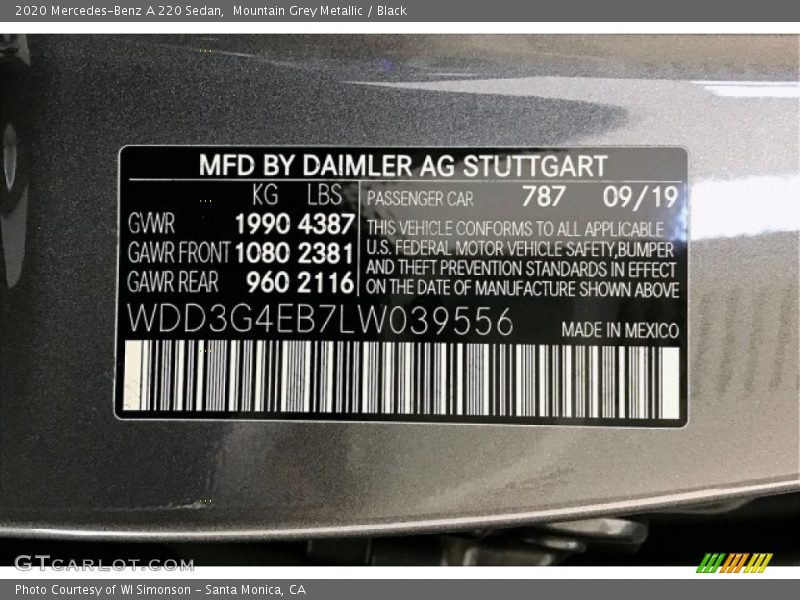 2020 Mercedes-Benz A 220 Sedan,  Mountain Grey Metallic / Black
MFD BY DAIMLER AG STUTTGART
KG LBS
GVWR 1990 4387
GAWR FRONT 1080 2381
GAWR REAR 960 2116
PASSENGER CAR 787 09/19
THIS VEHICLE CONFORMS TO ALL APPLICABLE
U.S. FEDERAL MOTOR VEHICLE SAFETY,BUMPER
AND THEFT PREVENTION STANDARDS IN EFFECT
ON THE DATE OF MANUFACTURE SHOWN ABOVE
WDD3G4EB7LW039556
MADE IN MEXICO
GTCARLOT.COM
Photo Courtesy of WI Simonson - Santa Monica, CA